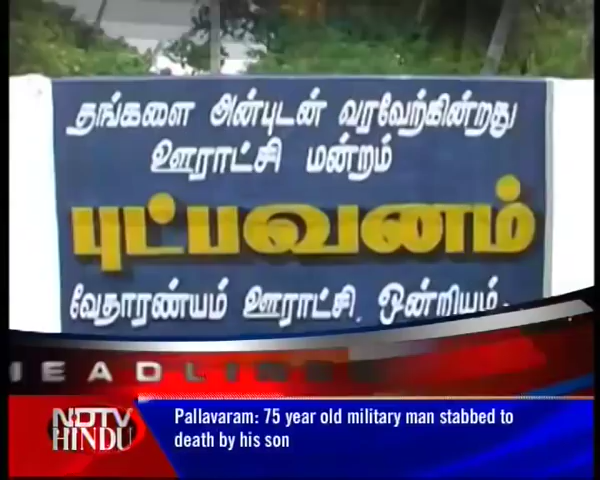 தங்களை அன்புடன் வரவேற்கின்றது
ஊராட்சி மன்றம்
புட்பவனம்
வேதாரண்யம் ஊராட்சி. ஒன்றியம்.
HEADLINES
NDTV
HINDU
Pallavaram: 75 year old military man stabbed to
death by his son